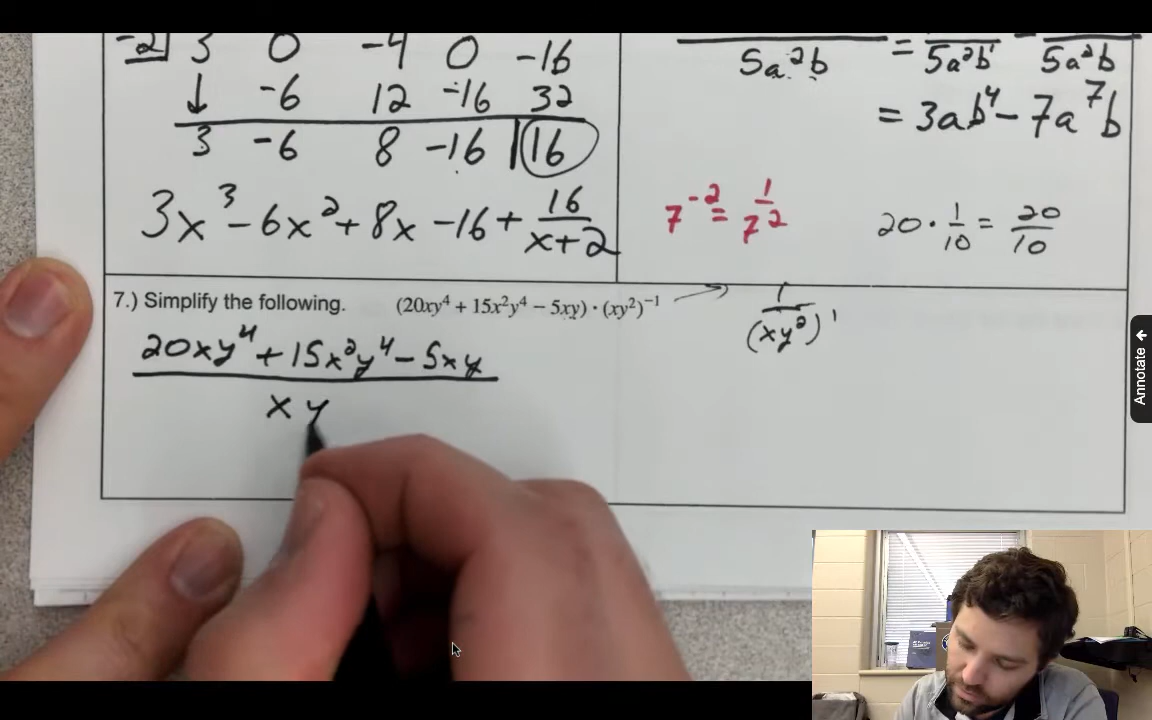 -2| 3 0 -4 0 -16
↓ -6 12 -16 32
3 -6 8 -16 | 16
3x³ - 6x² + 8x - 16 + 16/(x+2)
5a²b = 5a²b - 5a²b
= 3ab⁴ - 7a⁷b
7⁻² = 1/7²
20 · 1/10 = 20/10
7.) Simplify the following. (20xy⁴ + 15x²y⁴ − 5xy) · (xy²)⁻¹ → 1/(xy²)¹
20xy⁴ + 15x²y⁴ - 5xy
xy
Annotate